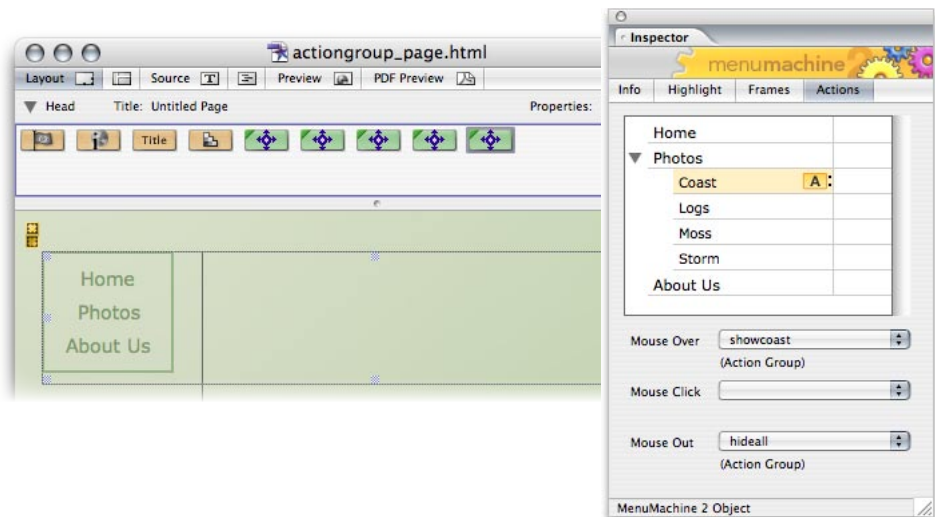 actiongroup_page.html
Layout Source Preview PDF Preview
Head Title: Untitled Page Properties:
Title
Home
Photos
About Us
Inspector
menumachine 2
Info Highlight Frames Actions
Home
Photos
Coast A
Logs
Moss
Storm
About Us
Mouse Over showcoast
(Action Group)
Mouse Click
Mouse Out hideall
(Action Group)
MenuMachine 2 Object